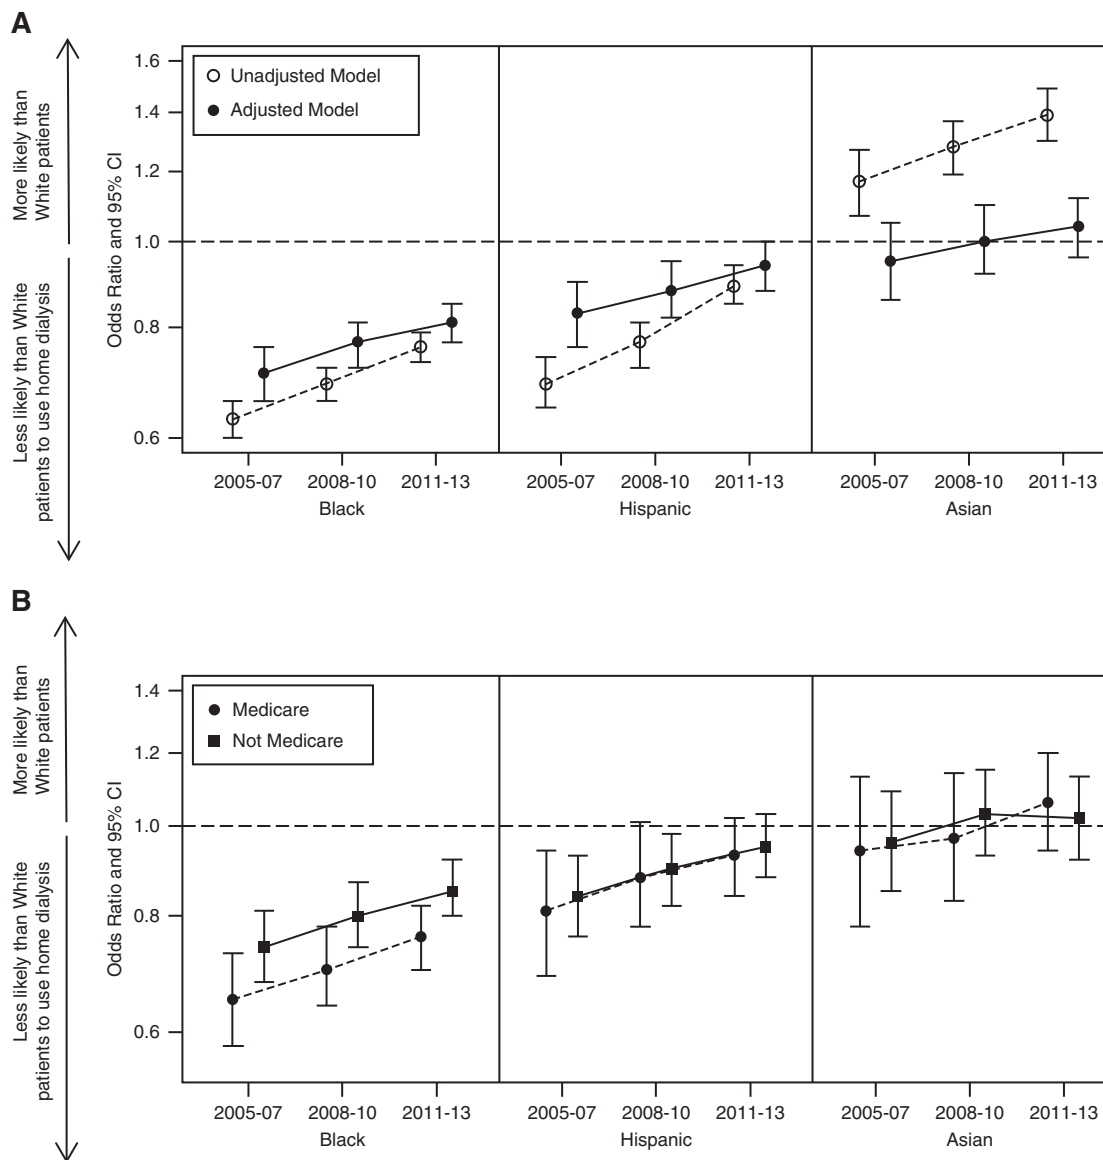 A
More likely than
White patients
Less likely than White
patients to use home dialysis
Odds Ratio and 95% CI
1.6
1.4
1.2
1.0
0.8
0.6
Unadjusted Model
Adjusted Model
2005-07 2008-10 2011-13 2005-07 2008-10 2011-13 2005-07 2008-10 2011-13
Black Hispanic Asian
B
More likely than
White patients
Less likely than White
patients to use home dialysis
Odds Ratio and 95% CI
1.4
1.2
1.0
0.8
0.6
Medicare
Not Medicare
2005-07 2008-10 2011-13 2005-07 2008-10 2011-13 2005-07 2008-10 2011-13
Black Hispanic Asian